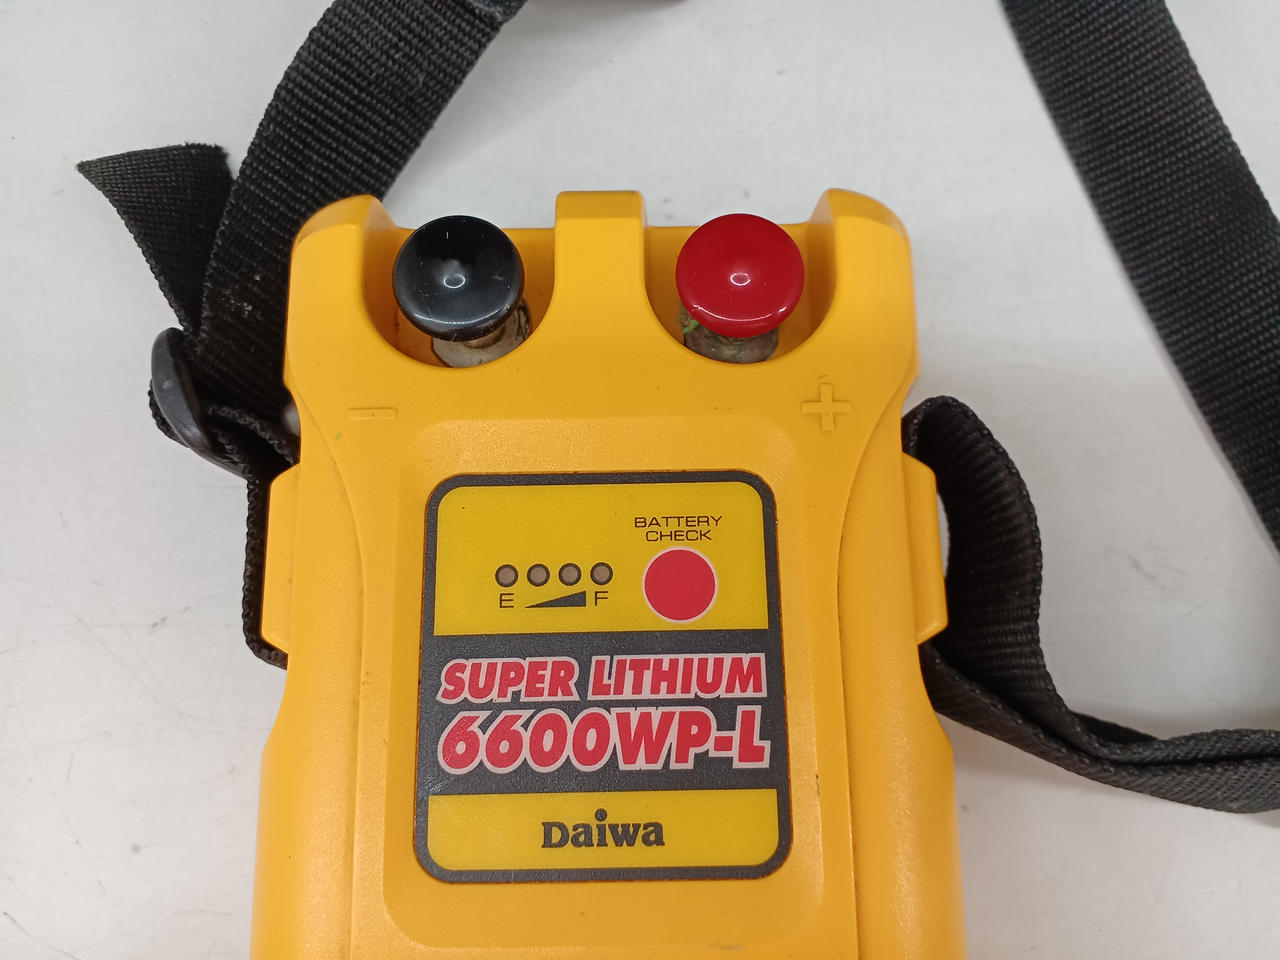 − +
BATTERY
CHECK
E F
SUPER LITHIUM
6600WP-L
Daiwa